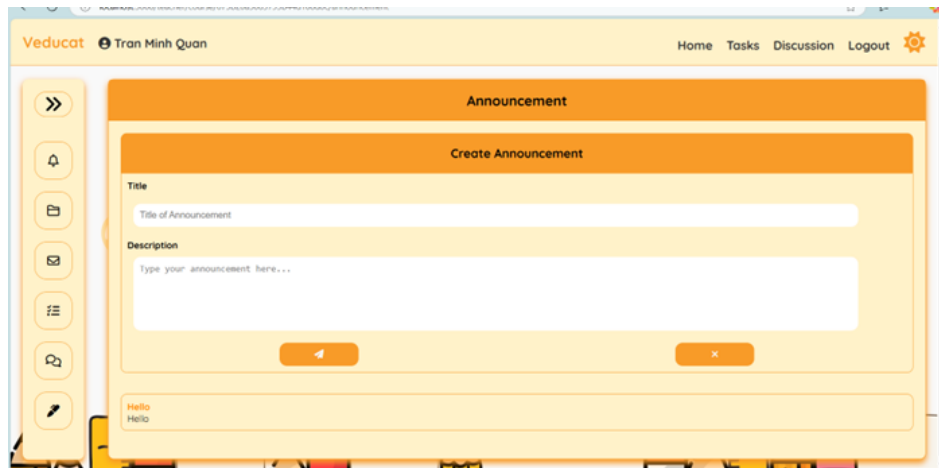 Veducat Tran Minh Quan Home Tasks Discussion Logout
Announcement
Create Announcement
Title
Title of Announcement
Description
Type your announcement here...
Hello
Hello